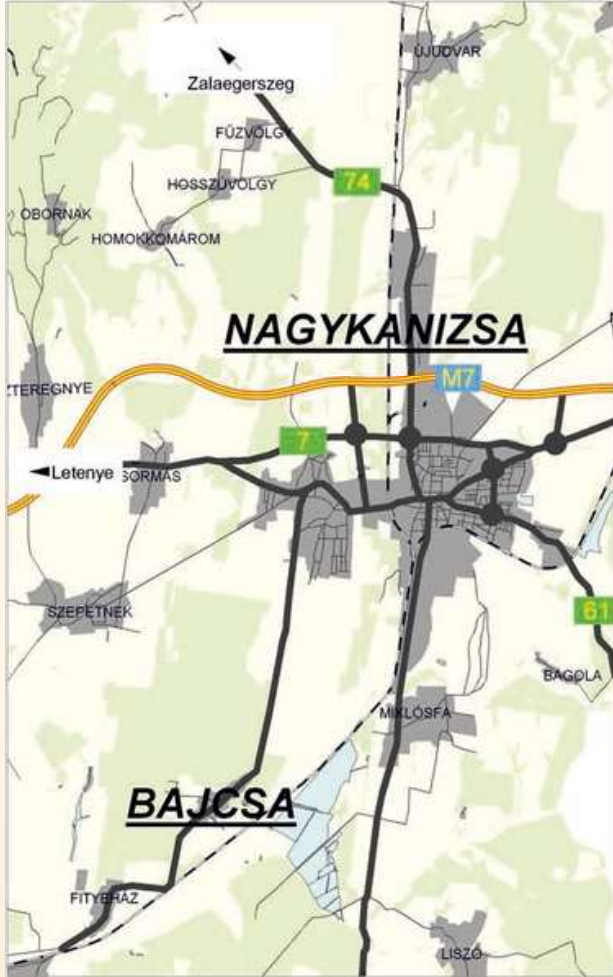 ÚJUDVAR
Zalaegerszeg
FŰZVÖLGY
74
HOSSZÚVÖLGY
OBORNAK
HOMOKKOMÁROM
NAGYKANIZSA
M7
ZTEREGNYE
7
Letenye
SORMÁS
SZEPETNEK
61
BAGOLA
MIKLÓSFA
BAJCSA
FITYEHÁZ
LISZÓ